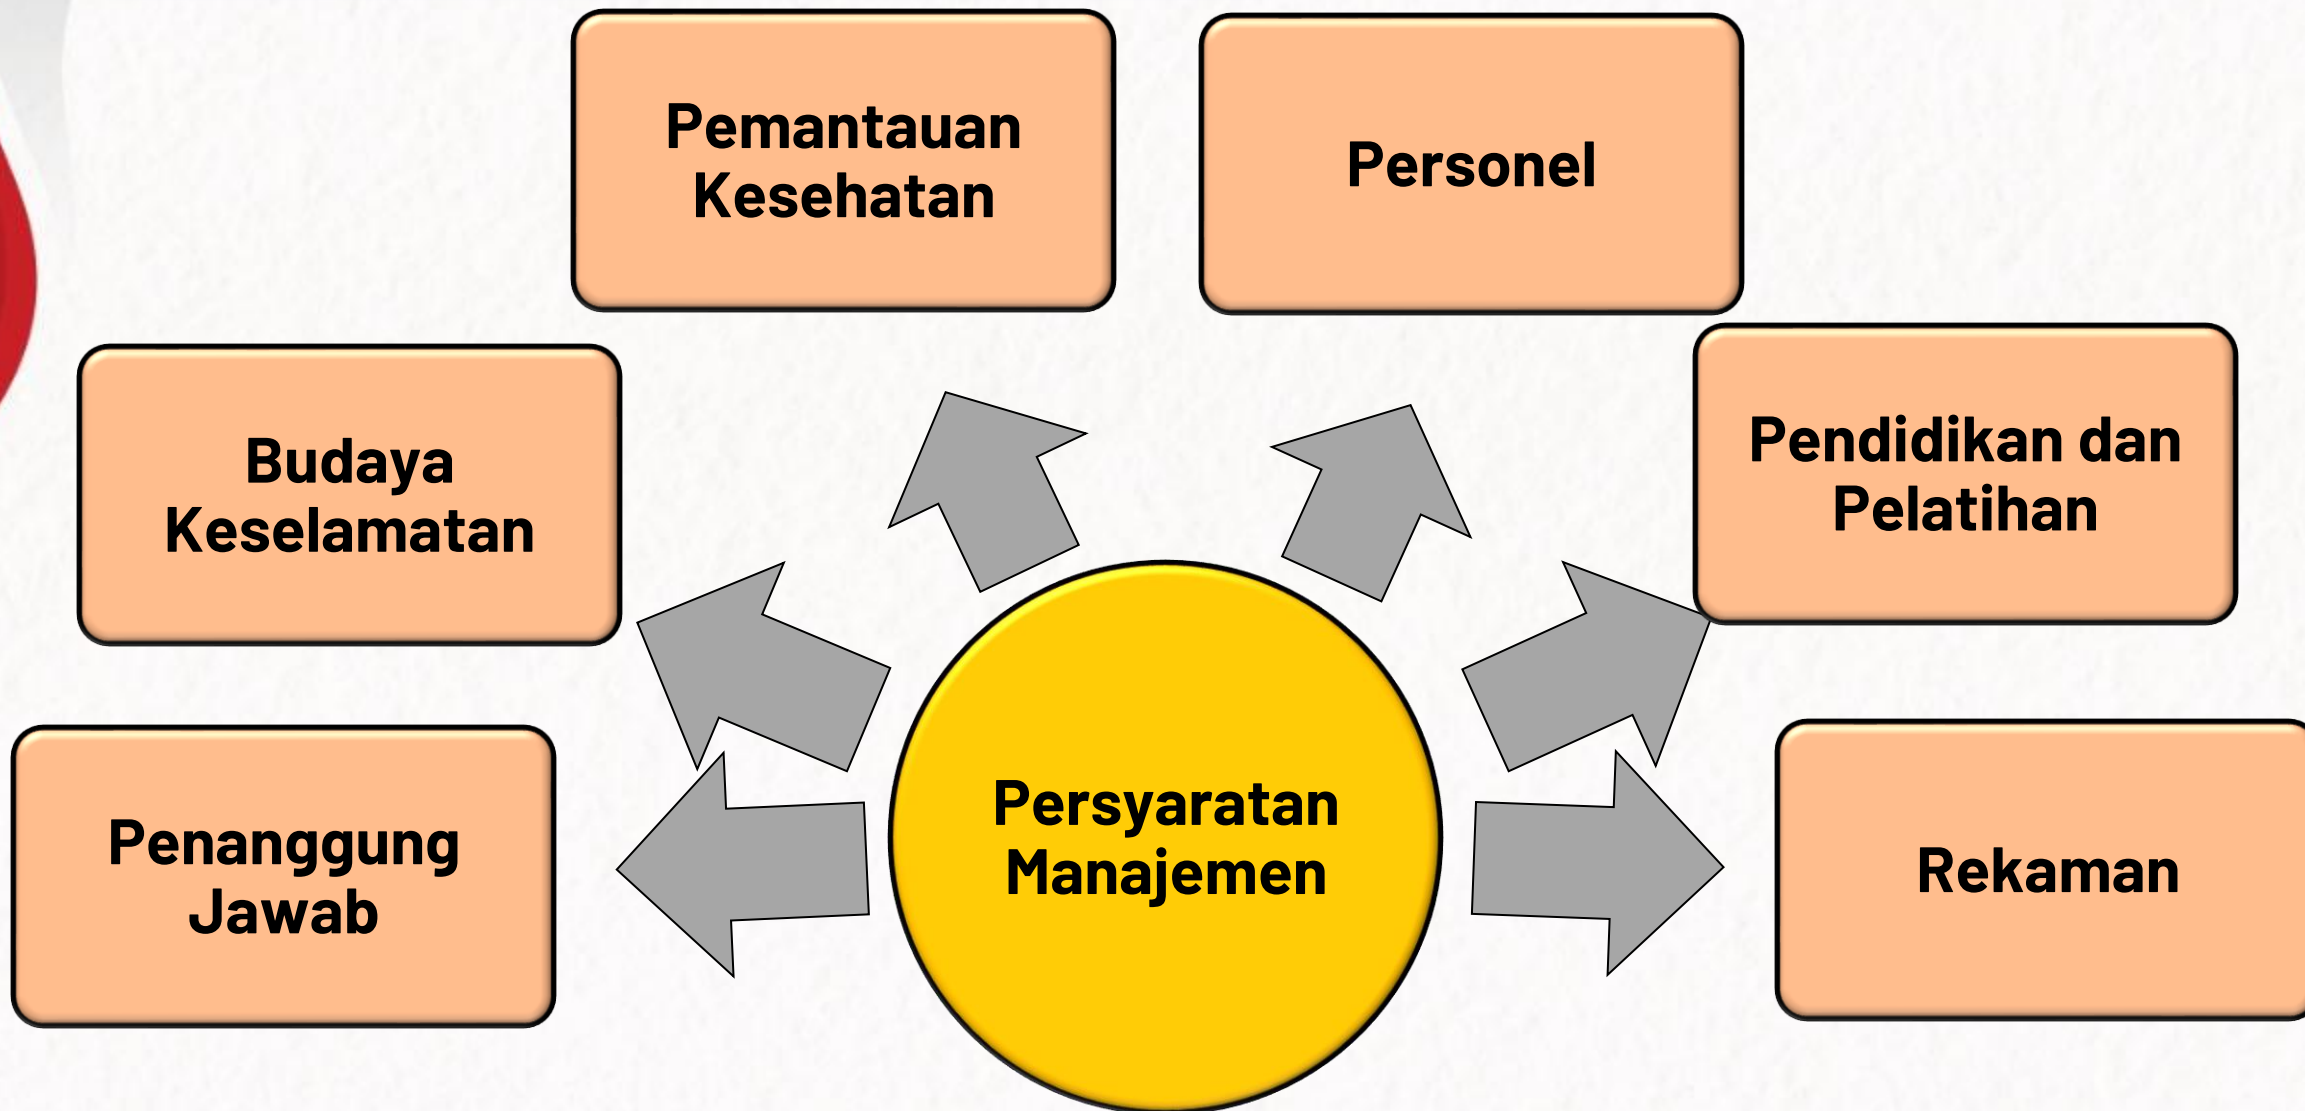 Pemantauan
Kesehatan
Personel
Budaya
Keselamatan
Pendidikan dan
Pelatihan
Penanggung
Jawab
Persyaratan
Manajemen
Rekaman